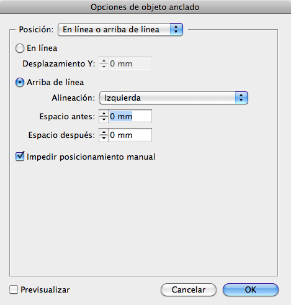 Opciones de objeto anclado
Posición: En línea o arriba de línea
En línea
Desplazamiento Y: 0 mm
Arriba de línea
Alineación: Izquierda
Espacio antes: 0 mm
Espacio después: 0 mm
Impedir posicionamiento manual
Previsualizar Cancelar OK